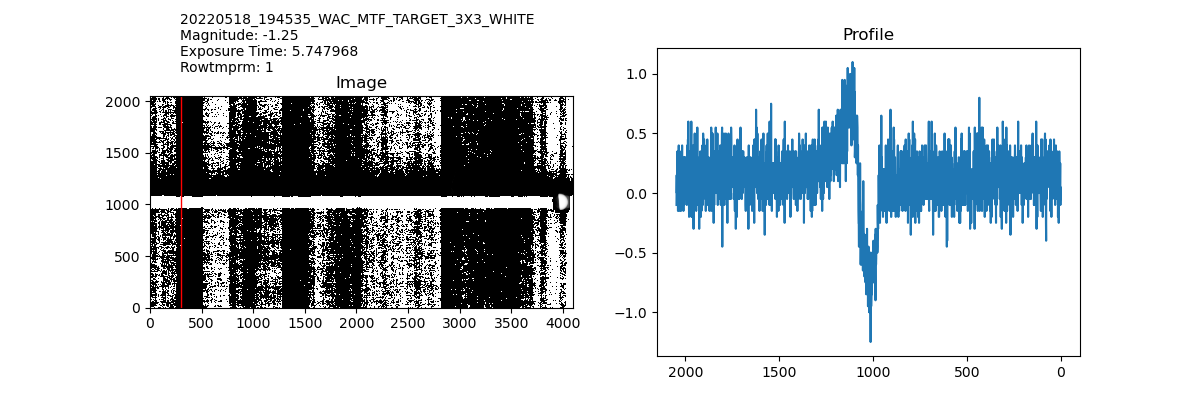 20220518_194535_WAC_MTF_TARGET_3X3_WHITE
Magnitude: -1.25
Exposure Time: 5.747968
Rowtmprm: 1
Image
2000
1500
1000
500
0
0 500 1000 1500 2000 2500 3000 3500 4000
Profile
1.0
0.5
0.0
−0.5
−1.0
2000 1500 1000 500 0